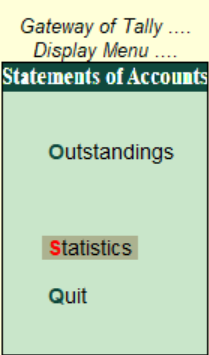 Gateway of Tally ....
Display Menu ....
Statements of Accounts
Outstandings
Statistics
Quit